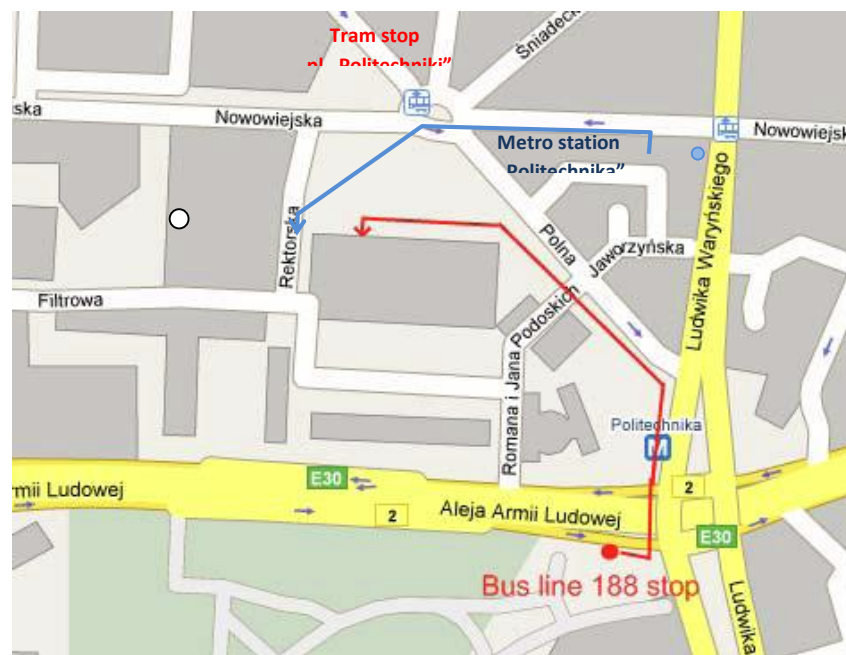 Tram stop
pl. „Politechniki”
Śniadeck
ska
Nowowiejska
Nowowiejsk
Metro station
„Politechnika”
Ludwika Waryńskiego
Rektorska
Polna
Jaworzyńska
Filtrowa
Romana i Jana Podoskich
Politechnika
M
E30
2
rmii Ludowej
2
Aleja Armii Ludowej
E30
Bus line 188 stop
Ludwika